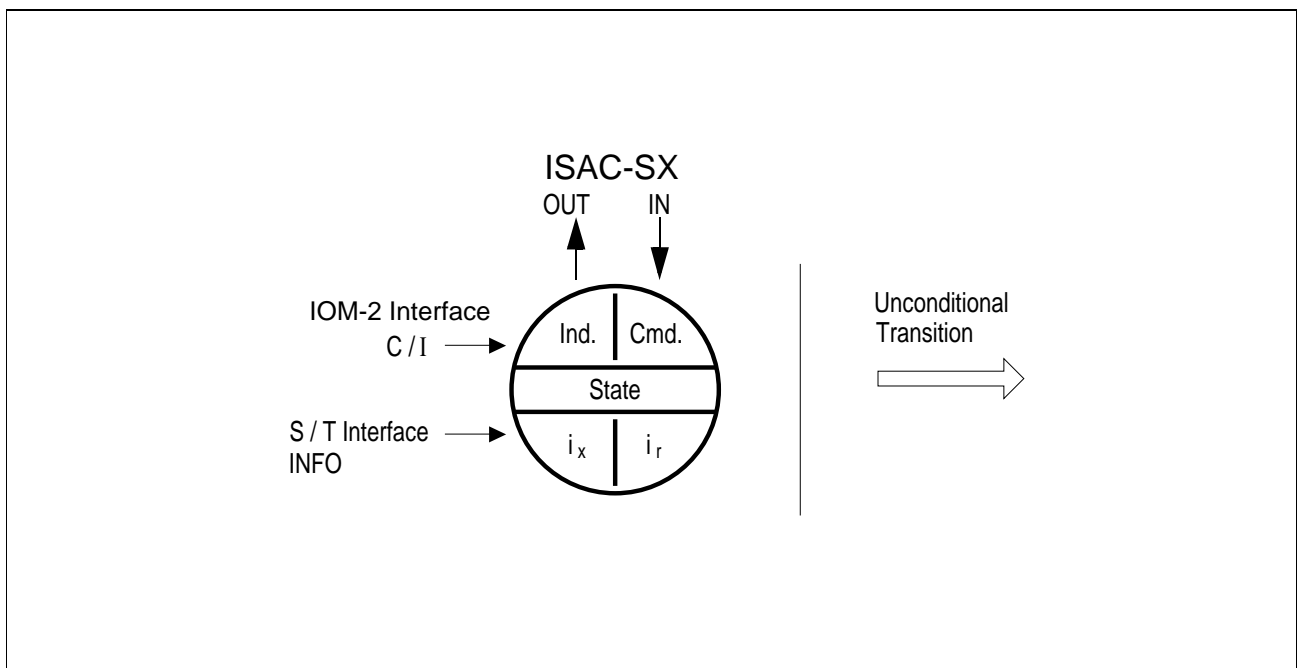 ISAC-SX
OUT IN
IOM-2 Interface
C / I
Ind. Cmd.
State
S / T Interface
INFO
i x i r
Unconditional
Transition